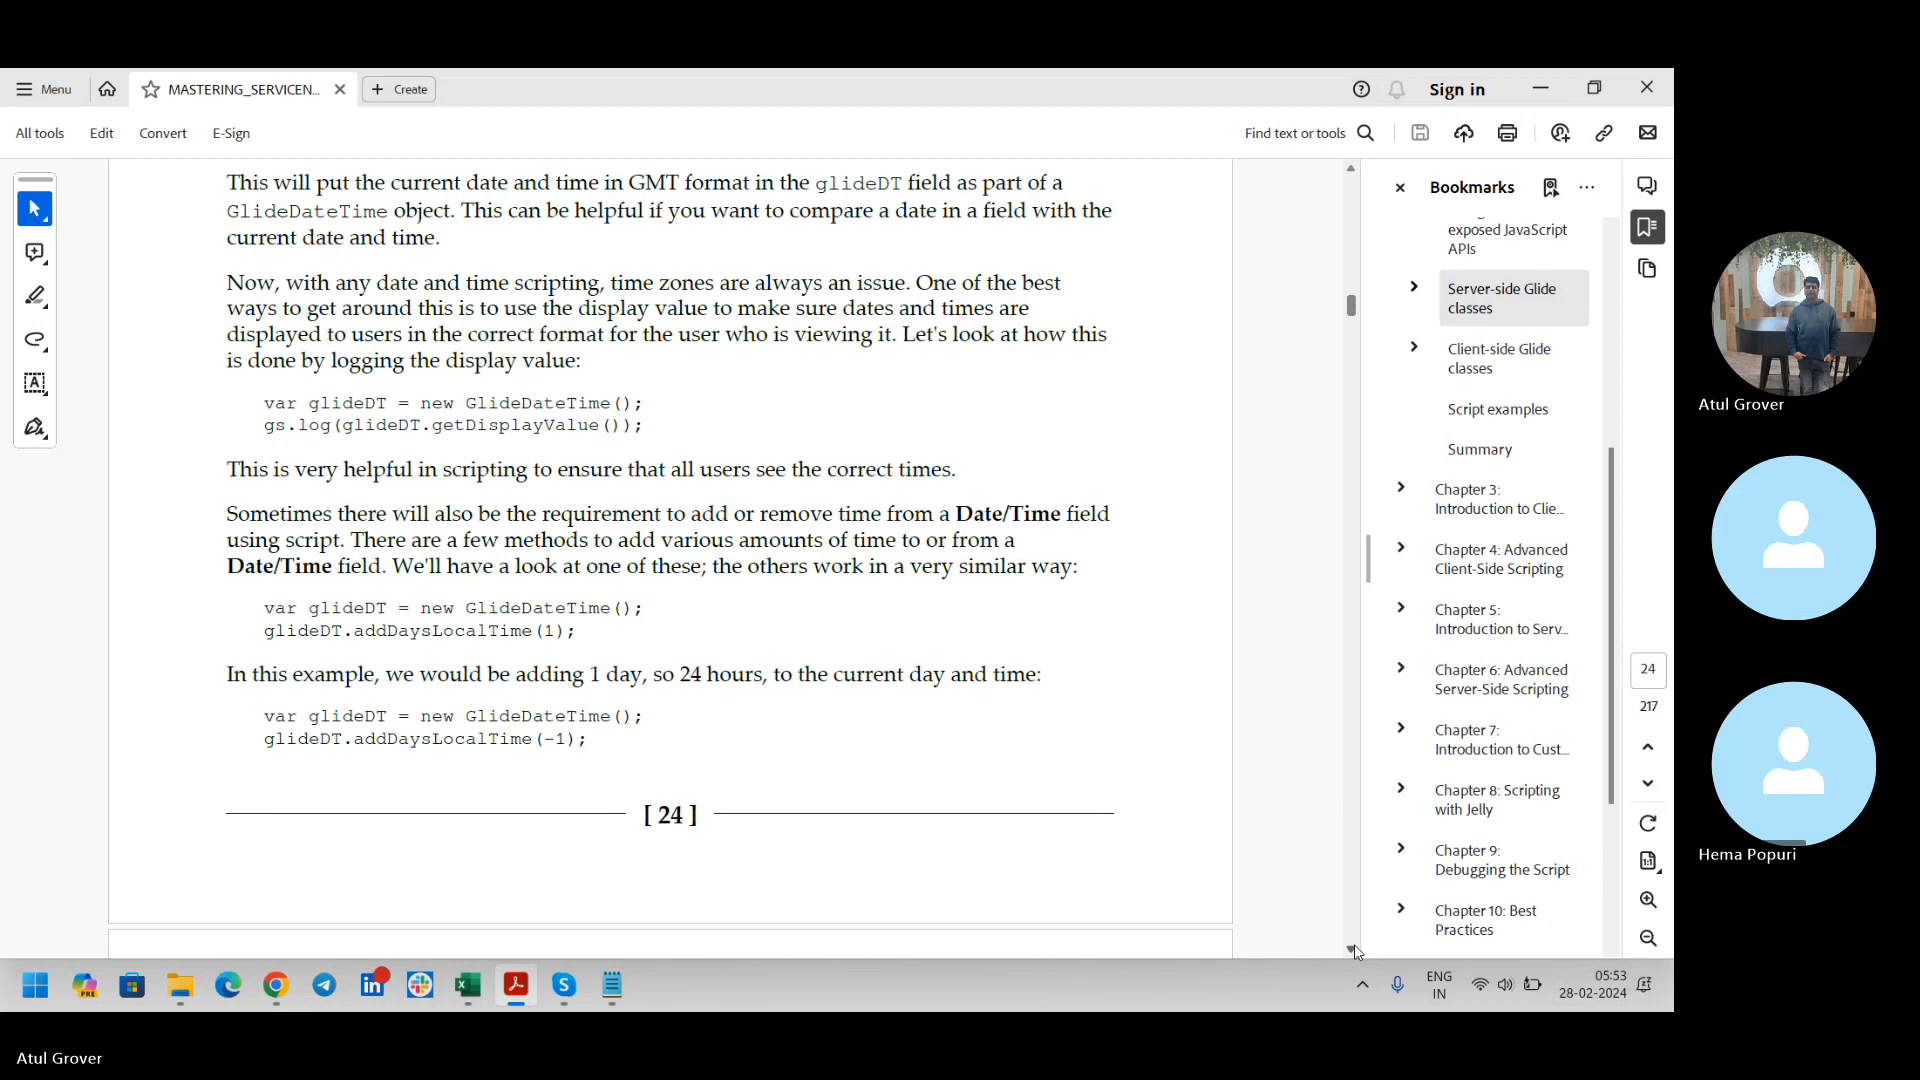 Menu
MASTERING_SERVICEN...
Create
Sign in
All tools
Edit
Convert
E-Sign
Find text or tools
This will put the current date and time in GMT format in the glideDT field as part of a
GlideDateTime object. This can be helpful if you want to compare a date in a field with the
current date and time.
Now, with any date and time scripting, time zones are always an issue. One of the best
ways to get around this is to use the display value to make sure dates and times are
displayed to users in the correct format for the user who is viewing it. Let's look at how this
is done by logging the display value:
var glideDT = new GlideDateTime();
gs.log(glideDT.getDisplayValue());
This is very helpful in scripting to ensure that all users see the correct times.
Sometimes there will also be the requirement to add or remove time from a Date/Time field
using script. There are a few methods to add various amounts of time to or from a
Date/Time field. We'll have a look at one of these; the others work in a very similar way:
var glideDT = new GlideDateTime();
glideDT.addDaysLocalTime(1);
In this example, we would be adding 1 day, so 24 hours, to the current day and time:
var glideDT = new GlideDateTime();
glideDT.addDaysLocalTime(-1);
[ 24 ]
Bookmarks
exposed JavaScript
APIs
Server-side Glide
classes
Client-side Glide
classes
Script examples
Summary
Chapter 3:
Introduction to Clie...
Chapter 4: Advanced
Client-Side Scripting
Chapter 5:
Introduction to Serv...
Chapter 6: Advanced
Server-Side Scripting
Chapter 7:
Introduction to Cust...
Chapter 8: Scripting
with Jelly
Chapter 9:
Debugging the Script
Chapter 10: Best
Practices
24
217
1:1
PRE
ENG
IN
05:53
28-02-2024
Atul Grover
Hema Popuri
Atul Grover